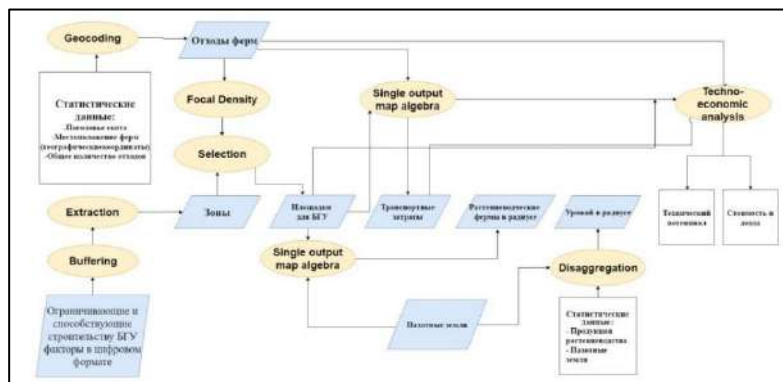 Geocoding
Отходы ферм
Focal Density
Single output
map algebra
Techno-
economic
analysis
Статистические
данные:
-Поголовье скота
-Местоположение ферм
(географическиекоординаты)
-Общее количество отходов
Selection
Extraction
Зоны
Площадки
для БГУ
Транспортные
затраты
Растениеводческие
фермы в радиусе
Урожай в радиусе
Технический
потенциал
Стоимость и
доход
Buffering
Single output
map algebra
Disaggregation
Ограничивающие и
способствующие
строительству БГУ
факторы в цифровом
формате
Пахотные земли
Статистические
данные:
- Продукция
растениеводства
- Пахотные
земли